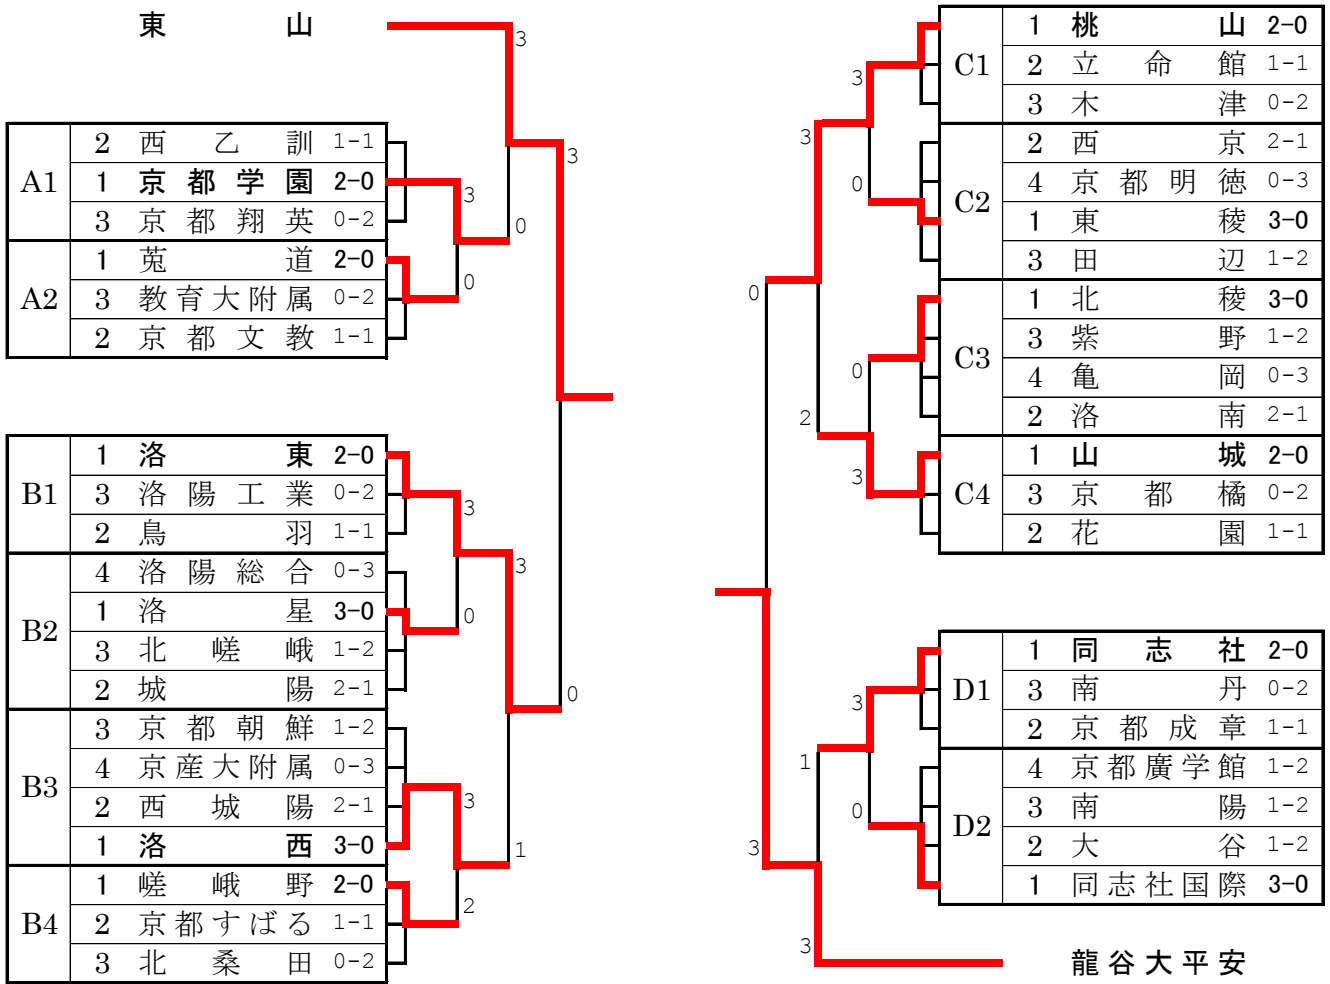 東山
A1
2 西乙訓 1-1
1 京都学園 2-0
3 京都翔英 0-2
A2
1 莵道 2-0
3 教育大附属 0-2
2 京都文教 1-1
B1
1 洛東 2-0
3 洛陽工業 0-2
2 鳥羽 1-1
B2
4 洛陽総合 0-3
1 洛星 3-0
3 北嵯峨 1-2
2 城陽 2-1
B3
3 京都朝鮮 1-2
4 京産大附属 0-3
2 西城陽 2-1
1 洛西 3-0
B4
1 嵯峨野 2-0
2 京都すばる 1-1
3 北桑田 0-2
3
3
3
0
0
3
3
0
0
3
1
2
C1
1 桃山 2-0
2 立命館 1-1
3 木津 0-2
C2
2 西京 2-1
4 京都明徳 0-3
1 東稜 3-0
3 田辺 1-2
C3
1 北稜 3-0
3 紫野 1-2
4 亀岡 0-3
2 洛南 2-1
C4
1 山城 2-0
3 京都橘 0-2
2 花園 1-1
D1
1 同志社 2-0
3 南丹 0-2
2 京都成章 1-1
D2
4 京都廣学館 1-2
3 南陽 1-2
2 大谷 1-2
1 同志社国際 3-0
龍谷大平安
3
3
0
0
0
2
3
3
1
0
3
3